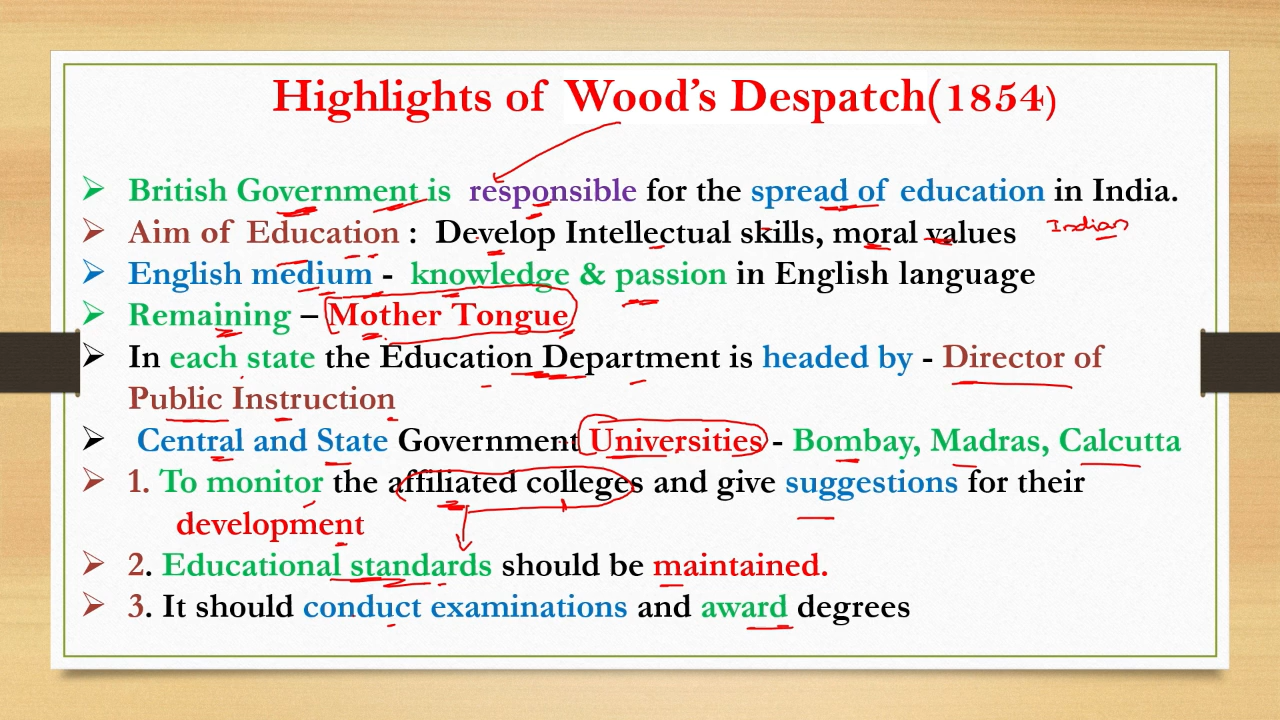 Highlights of Wood's Despatch(1854)
➢ British Government is responsible for the spread of education in India.
➢ Aim of Education : Develop Intellectual skills, moral values Indian
➢ English medium - knowledge & passion in English language
➢ Remaining – Mother Tongue
➢ In each state the Education Department is headed by - Director of
Public Instruction
➢ Central and State Government Universities - Bombay, Madras, Calcutta
➢ 1. To monitor the affiliated colleges and give suggestions for their
development
➢ 2. Educational standards should be maintained.
➢ 3. It should conduct examinations and award degrees